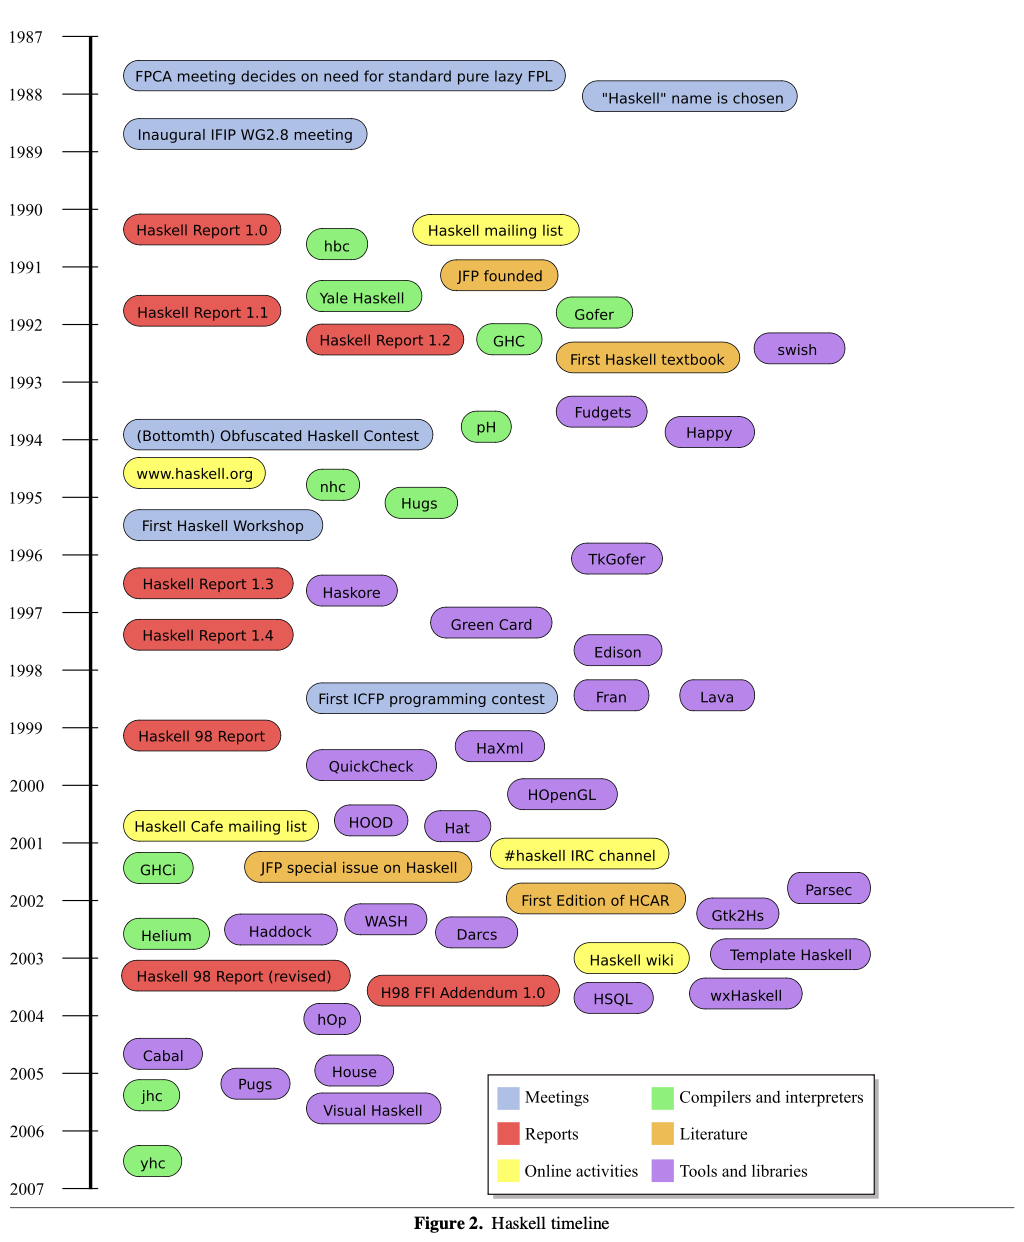 1987
FPCA meeting decides on need for standard pure lazy FPL
1988
"Haskell" name is chosen
Inaugural IFIP WG2.8 meeting
1989
1990
Haskell Report 1.0
hbc
Haskell mailing list
1991
JFP founded
Yale Haskell
Haskell Report 1.1
Gofer
1992
Haskell Report 1.2
GHC
First Haskell textbook
swish
1993
Fudgets
pH
Happy
(Bottomth) Obfuscated Haskell Contest
1994
www.haskell.org
nhc
1995
Hugs
First Haskell Workshop
1996
TkGofer
Haskell Report 1.3
Haskore
1997
Green Card
Haskell Report 1.4
Edison
1998
First ICFP programming contest
Fran
Lava
1999
Haskell 98 Report
HaXml
QuickCheck
2000
HOpenGL
Haskell Cafe mailing list
HOOD
Hat
2001
#haskell IRC channel
GHCi
JFP special issue on Haskell
Parsec
2002
First Edition of HCAR
Gtk2Hs
Helium
Haddock
WASH
Darcs
2003
Haskell wiki
Template Haskell
Haskell 98 Report (revised)
H98 FFI Addendum 1.0
HSQL
wxHaskell
2004
hOp
Cabal
2005
House
Pugs
jhc
Visual Haskell
2006
yhc
2007
Meetings
Compilers and interpreters
Reports
Literature
Online activities
Tools and libraries
Figure 2. Haskell timeline